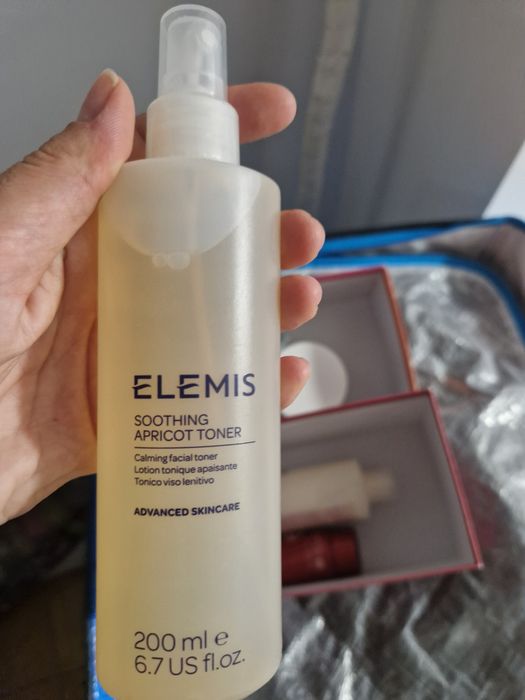 ELEMIS
SOOTHING
APRICOT TONER
Calming facial toner
Lotion tonique apaisante
Tonico viso lenitivo
ADVANCED SKINCARE
200 ml e
6.7 US fl.oz.